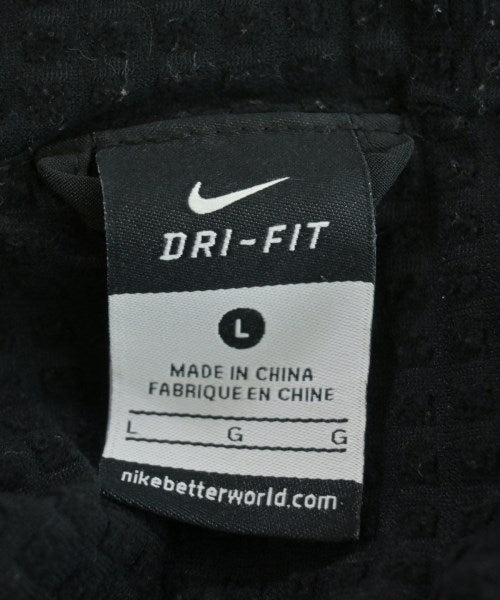 DRI-FIT
L
MADE IN CHINA
FABRIQUE EN CHINE
L G G
nikebetterworld.com